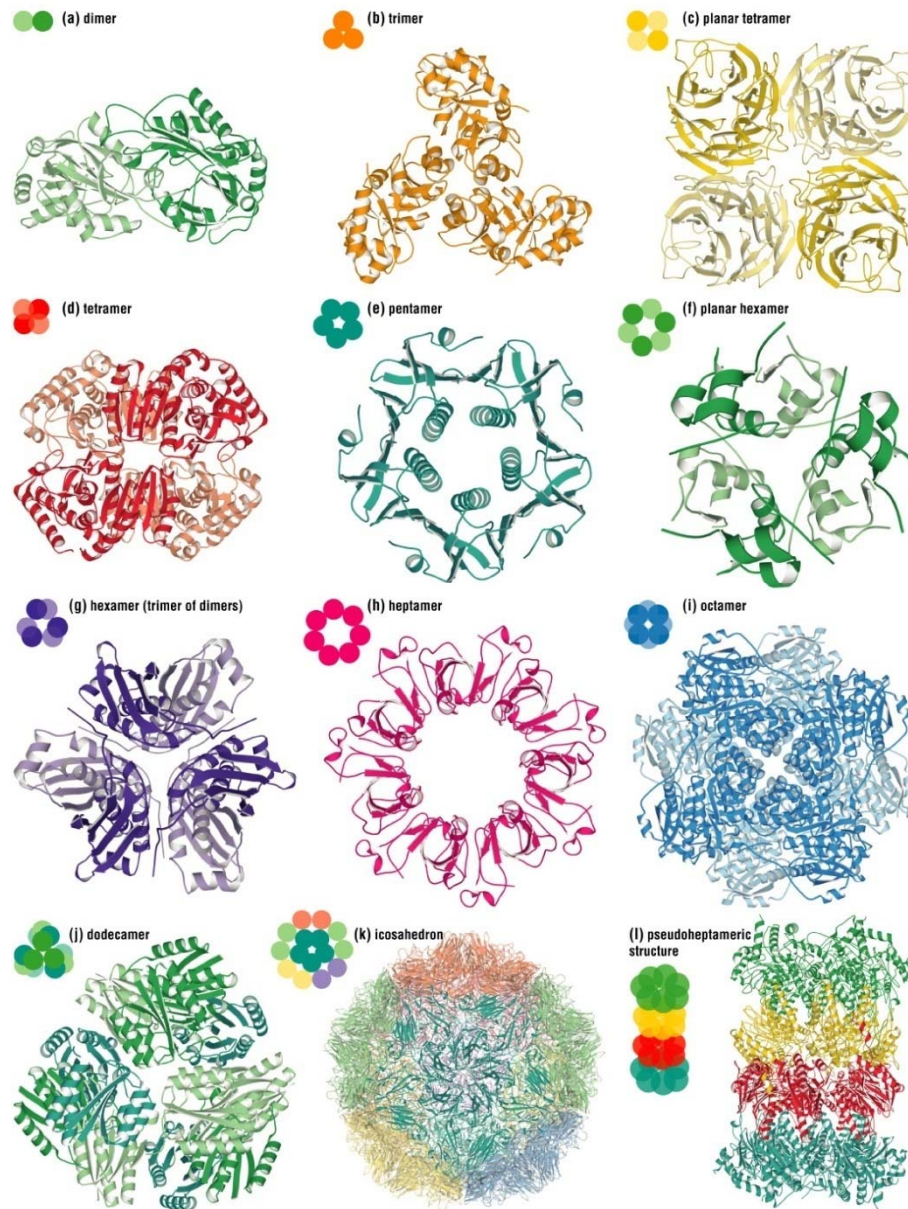 (a) dimer
(b) trimer
(c) planar tetramer
(d) tetramer
(e) pentamer
(f) planar hexamer
(g) hexamer (trimer of dimers)
(h) heptamer
(i) octamer
(j) dodecamer
(k) icosahedron
(l) pseudoheptameric
structure